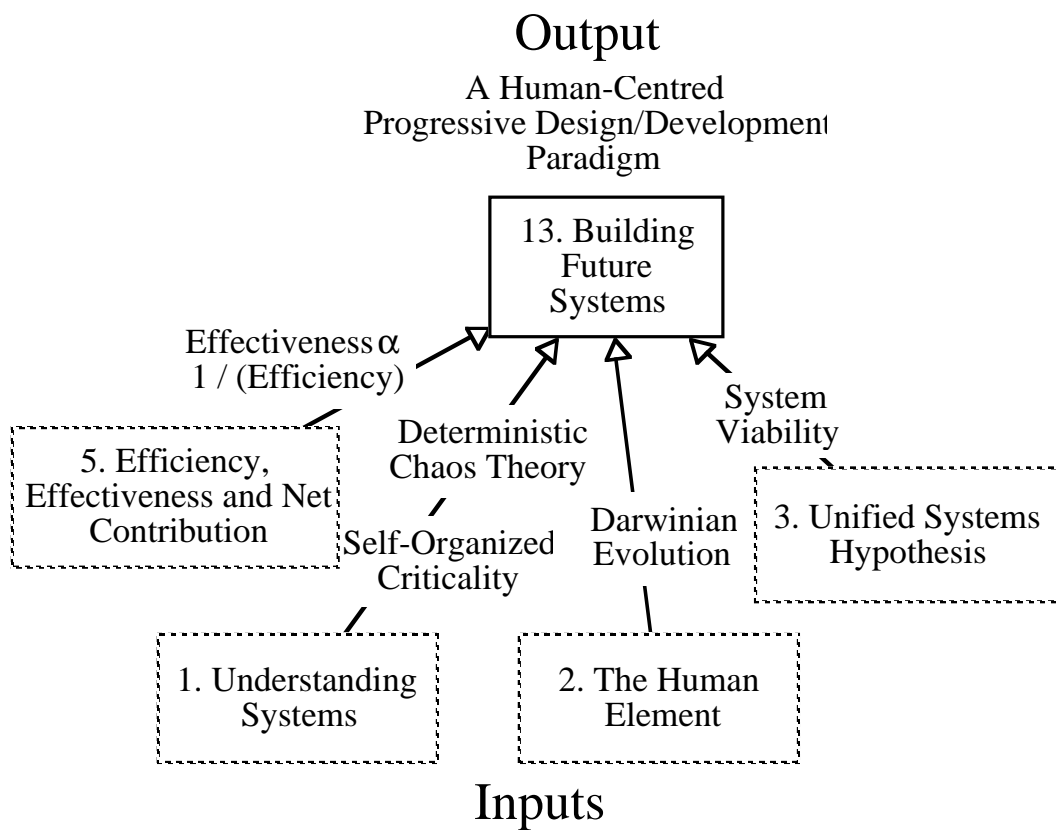 Output
A Human-Centred
Progressive Design/Development
Paradigm
13. Building
Future
Systems
Effectiveness α
1 / (Efficiency)
System
Viability
Deterministic
Chaos Theory
5. Efficiency,
Effectiveness and Net
Contribution
3. Unified Systems
Hypothesis
Darwinian
Evolution
Self-Organized
Criticality
1. Understanding
Systems
2. The Human
Element
Inputs